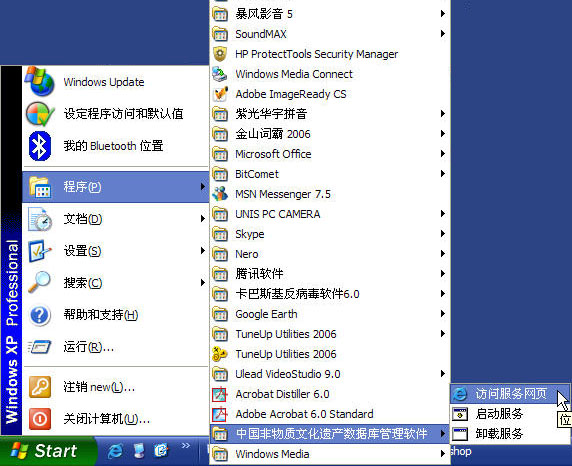 Windows XP Professional
Windows Update
设定程序访问和默认值
我的 Bluetooth 位置
程序(P)
文档(D)
设置(S)
搜索(C)
帮助和支持(H)
运行(R)...
注销 new(L)...
关闭计算机(U)...
Start
»
暴风影音 5
SoundMAX
HP ProtectTools Security Manager
Windows Media Connect
Adobe ImageReady CS
紫光华宇拼音
金山词霸 2006
Microsoft Office
BitComet
MSN Messenger 7.5
UNIS PC CAMERA
Skype
Nero
腾讯软件
卡巴斯基反病毒软件6.0
Google Earth
TuneUp Utilities 2006
TuneUp Utilities 2006
Ulead VideoStudio 9.0
Acrobat Distiller 6.0
Adobe Acrobat 6.0 Standard
中国非物质文化遗产数据库管理软件
Windows Media
访问服务网页
启动服务
卸载服务
位
shop